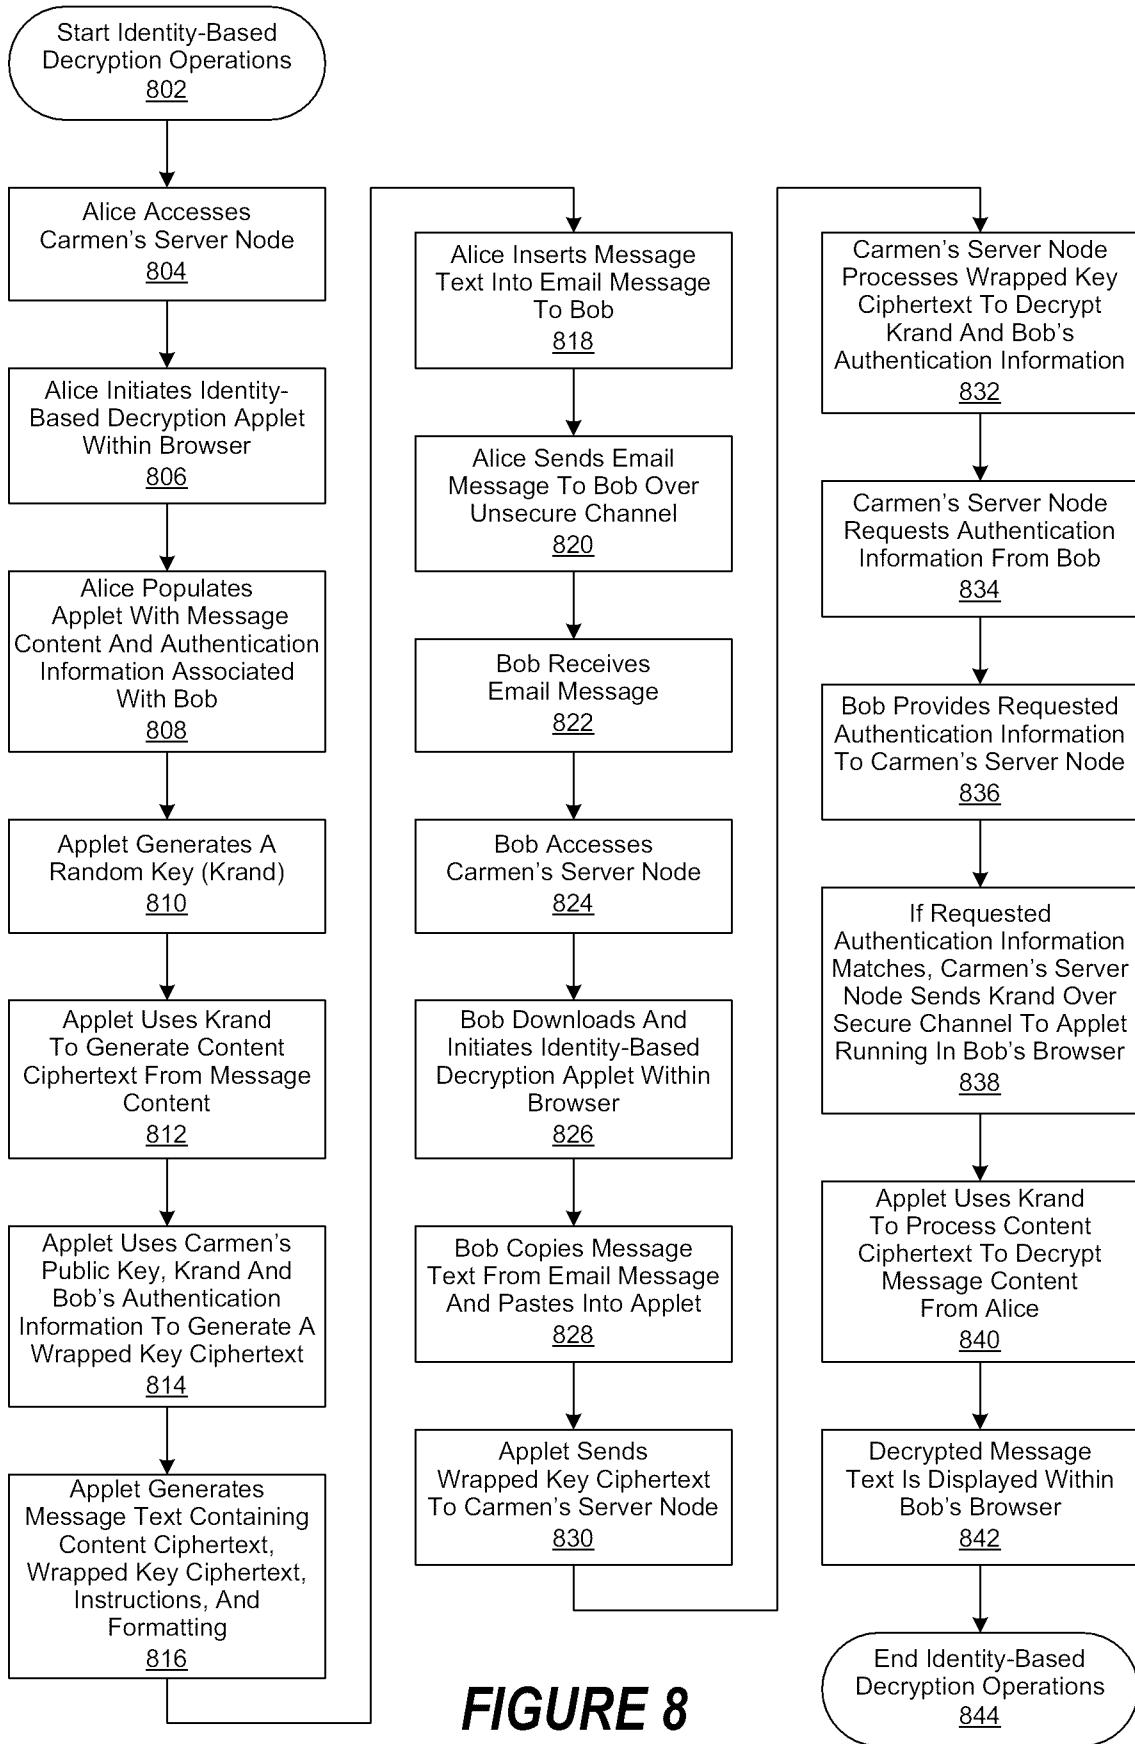 Start Identity-Based
Decryption Operations
802
Alice Accesses
Carmen's Server Node
804
Alice Initiates Identity-
Based Decryption Applet
Within Browser
806
Alice Populates
Applet With Message
Content And Authentication
Information Associated
With Bob
808
Applet Generates A
Random Key (Krand)
810
Applet Uses Krand
To Generate Content
Ciphertext From Message
Content
812
Applet Uses Carmen's
Public Key, Krand And
Bob's Authentication
Information To Generate A
Wrapped Key Ciphertext
814
Applet Generates
Message Text Containing
Content Ciphertext,
Wrapped Key Ciphertext,
Instructions, And
Formatting
816
Alice Inserts Message
Text Into Email Message
To Bob
818
Alice Sends Email
Message To Bob Over
Unsecure Channel
820
Bob Receives
Email Message
822
Bob Accesses
Carmen's Server Node
824
Bob Downloads And
Initiates Identity-Based
Decryption Applet Within
Browser
826
Bob Copies Message
Text From Email Message
And Pastes Into Applet
828
Applet Sends
Wrapped Key Ciphertext
To Carmen's Server Node
830
Carmen's Server Node
Processes Wrapped Key
Ciphertext To Decrypt
Krand And Bob's
Authentication Information
832
Carmen's Server Node
Requests Authentication
Information From Bob
834
Bob Provides Requested
Authentication Information
To Carmen's Server Node
836
If Requested
Authentication Information
Matches, Carmen's Server
Node Sends Krand Over
Secure Channel To Applet
Running In Bob's Browser
838
Applet Uses Krand
To Process Content
Ciphertext To Decrypt
Message Content
From Alice
840
Decrypted Message
Text Is Displayed Within
Bob's Browser
842
End Identity-Based
Decryption Operations
844
FIGURE 8